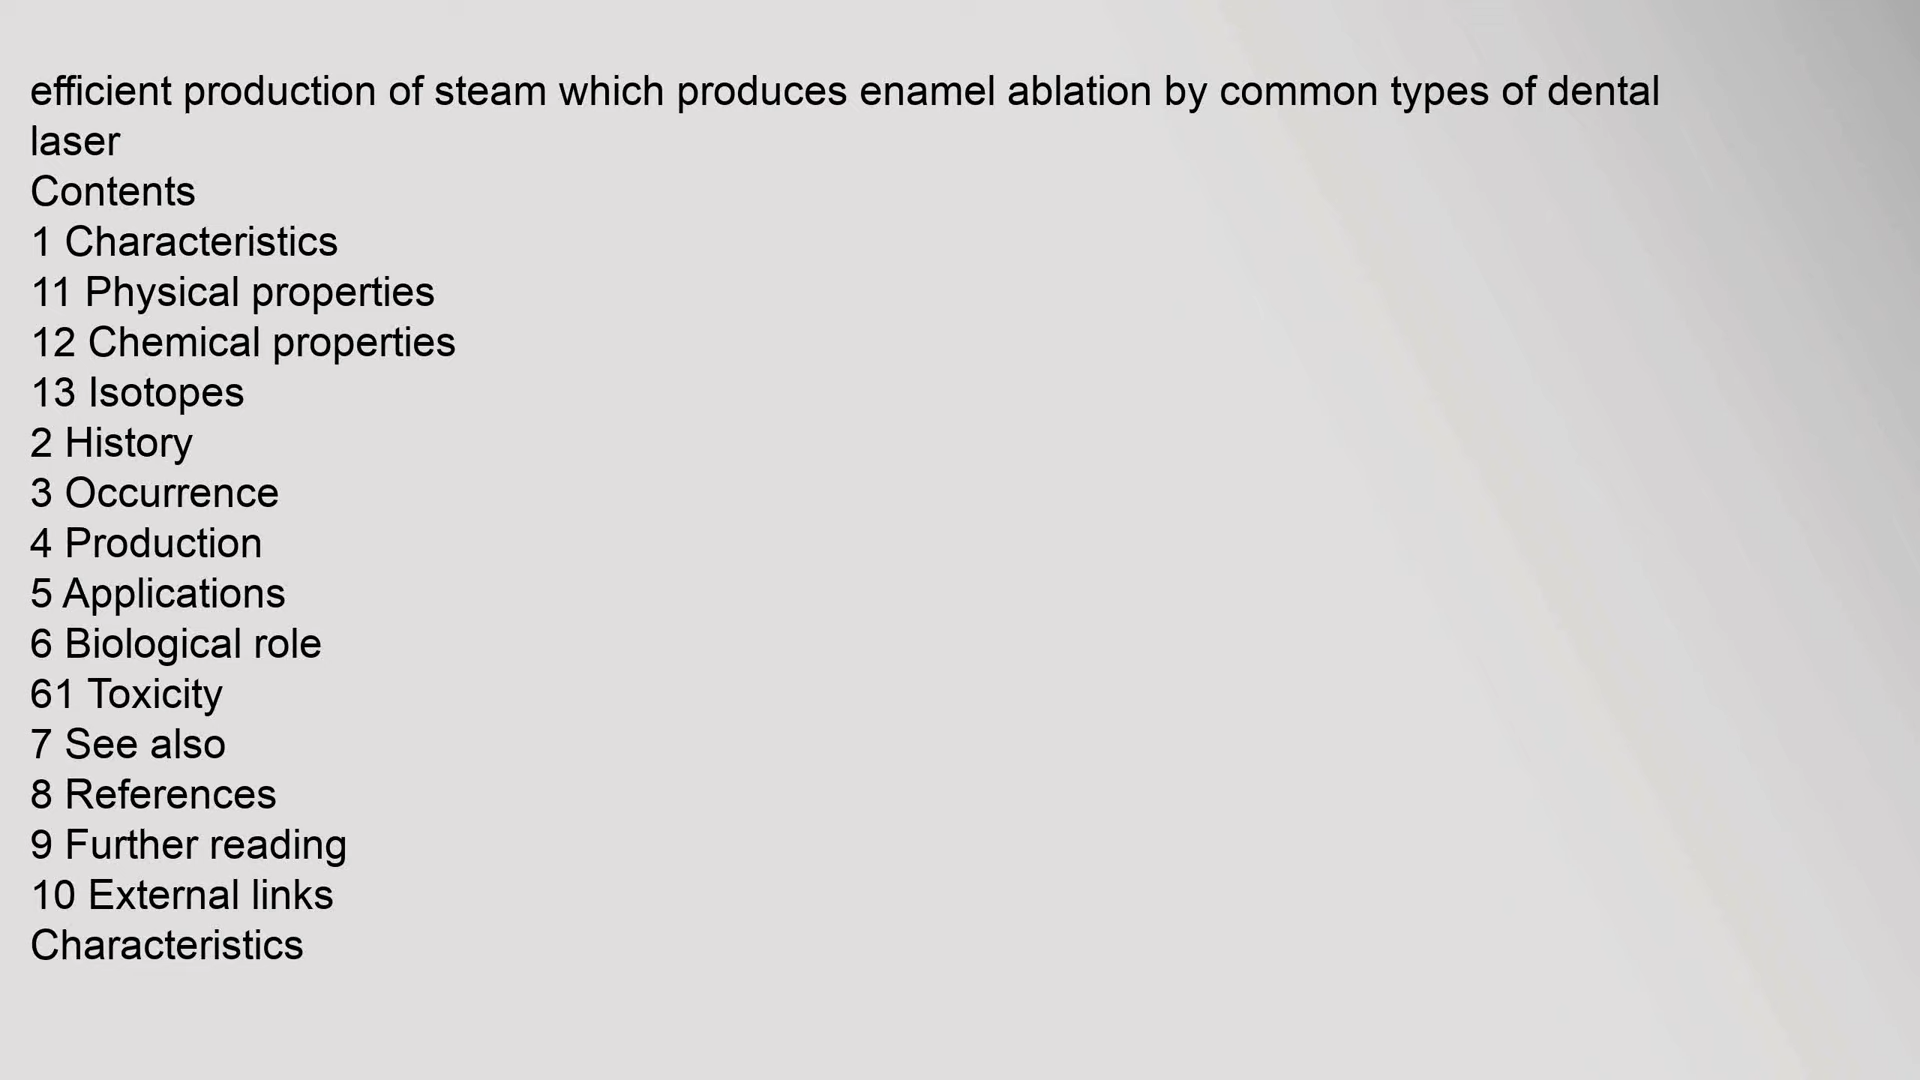 efficient production of steam which produces enamel ablation by common types of dental
laser
Contents
1 Characteristics
11 Physical properties
12 Chemical properties
13 Isotopes
2 History
3 Occurrence
4 Production
5 Applications
6 Biological role
61 Toxicity
7 See also
8 References
9 Further reading
10 External links
Characteristics